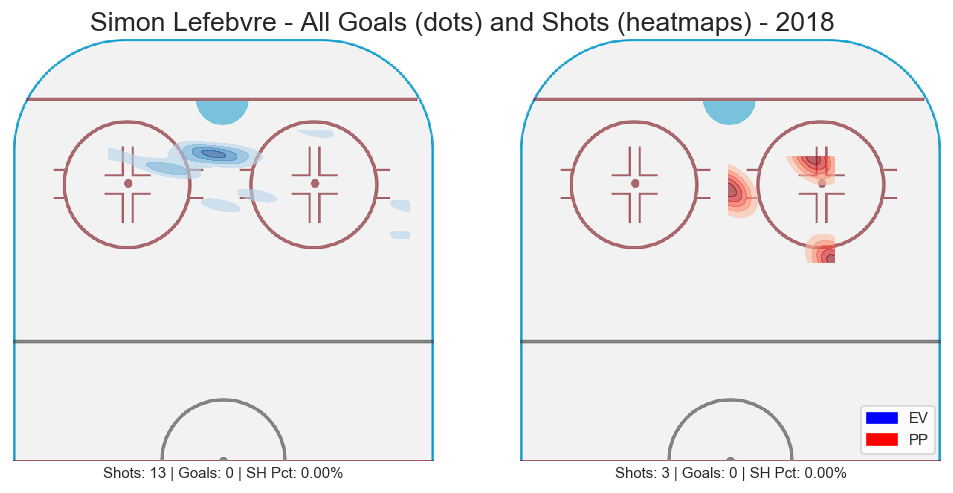 Simon Lefebvre - All Goals (dots) and Shots (heatmaps) - 2018
EV
PP
Shots: 13 | Goals: 0 | SH Pct: 0.00%
Shots: 3 | Goals: 0 | SH Pct: 0.00%